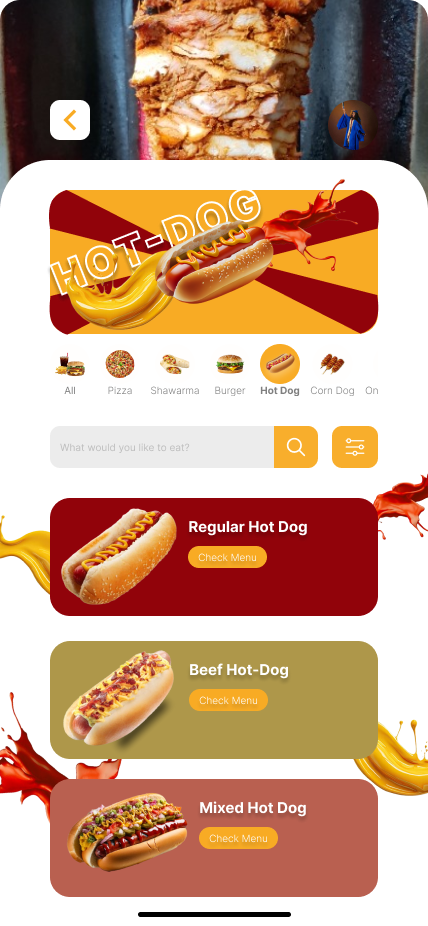 HOT-DOG
All
Pizza
Shawarma
Burger
Hot Dog
Corn Dog
On
What would you like to eat?
Regular Hot Dog
Check Menu
Beef Hot-Dog
Check Menu
Mixed Hot Dog
Check Menu